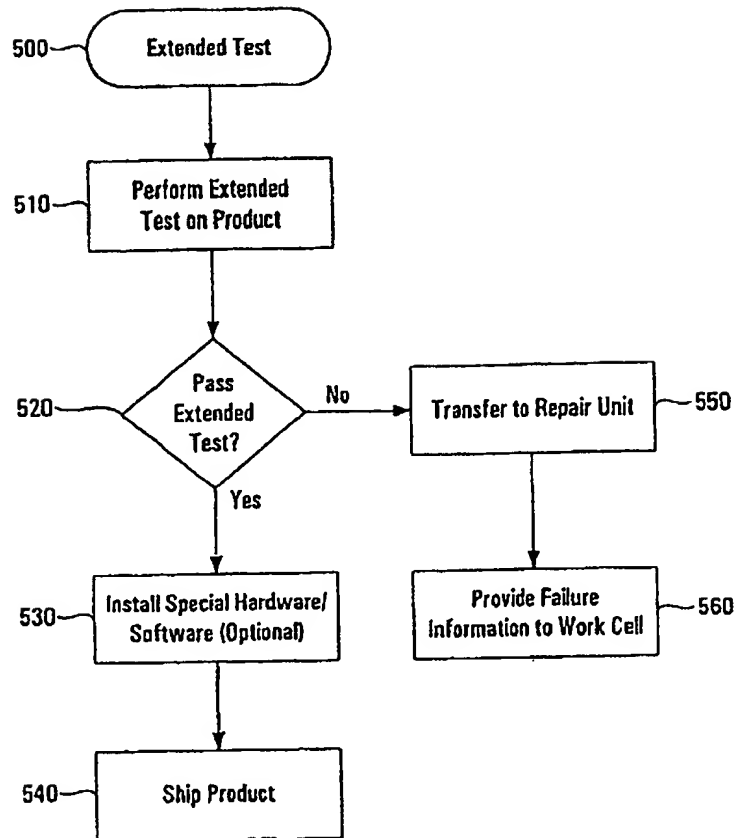 500
Extended Test
510
Perform Extended
Test on Product
520
Pass
Extended
Test?
No
Transfer to Repair Unit
550
Yes
530
Install Special Hardware/
Software (Optional)
Provide Failure
Information to Work Cell
560
540
Ship Product